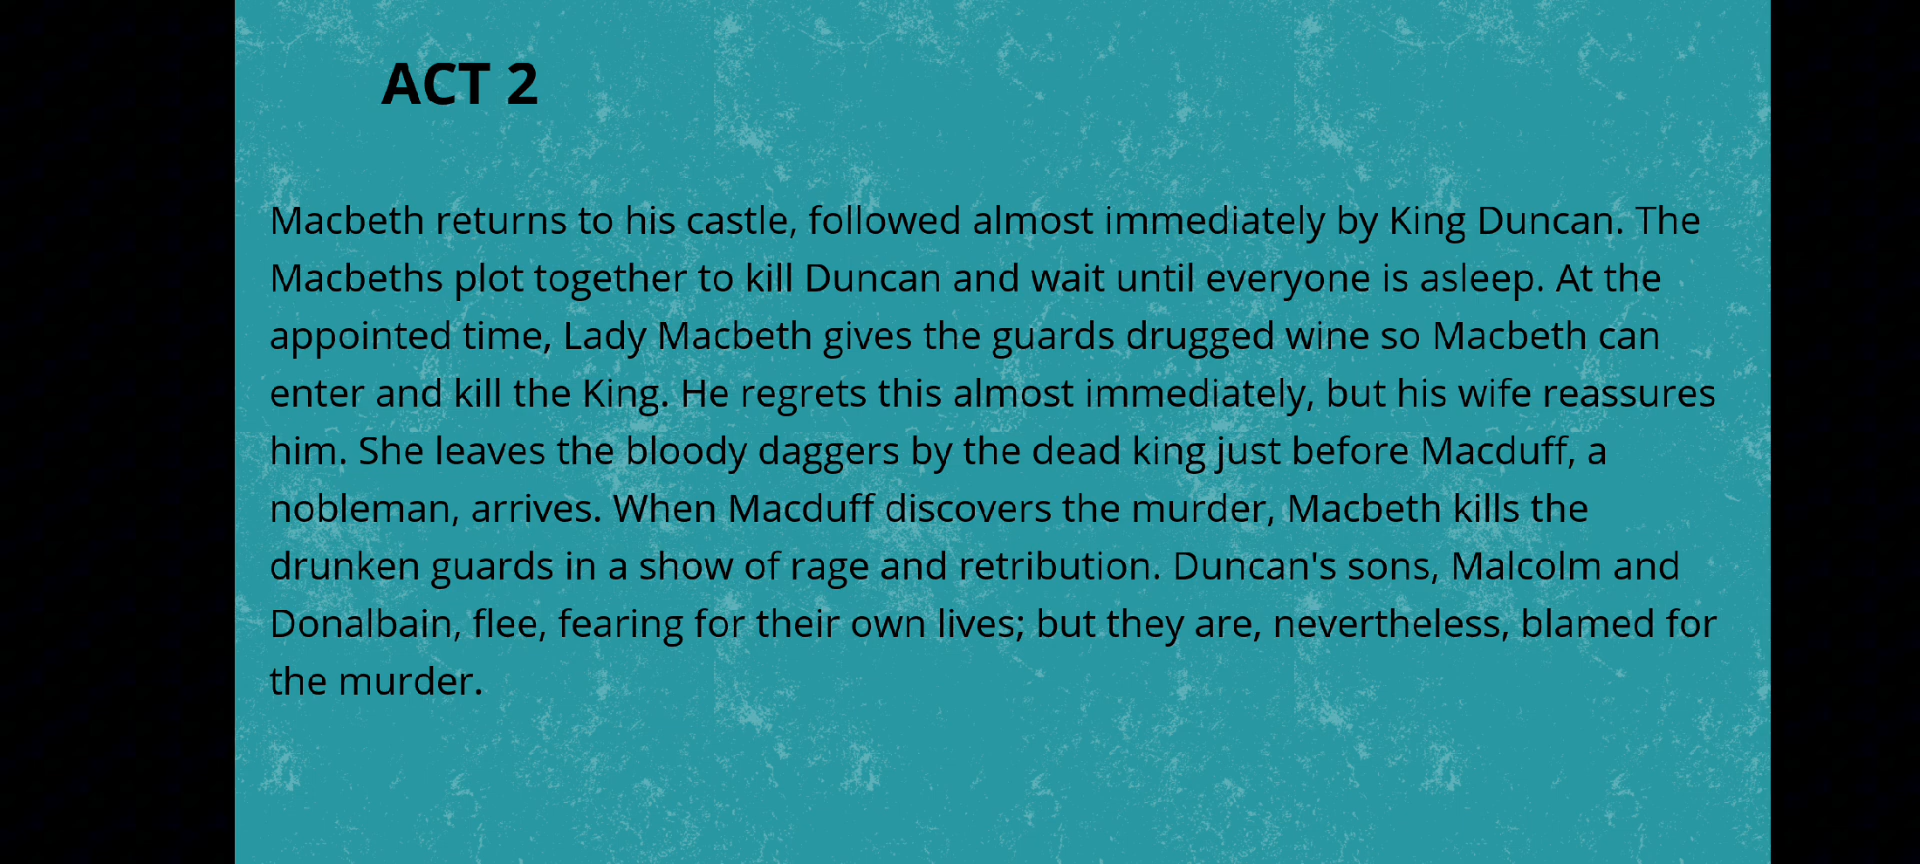 ACT 2
Macbeth returns to his castle, followed almost immediately by King Duncan. The
Macbeths plot together to kill Duncan and wait until everyone is asleep. At the
appointed time, Lady Macbeth gives the guards drugged wine so Macbeth can
enter and kill the King. He regrets this almost immediately, but his wife reassures
him. She leaves the bloody daggers by the dead king just before Macduff, a
nobleman, arrives. When Macduff discovers the murder, Macbeth kills the
drunken guards in a show of rage and retribution. Duncan's sons, Malcolm and
Donalbain, flee, fearing for their own lives; but they are, nevertheless, blamed for
the murder.